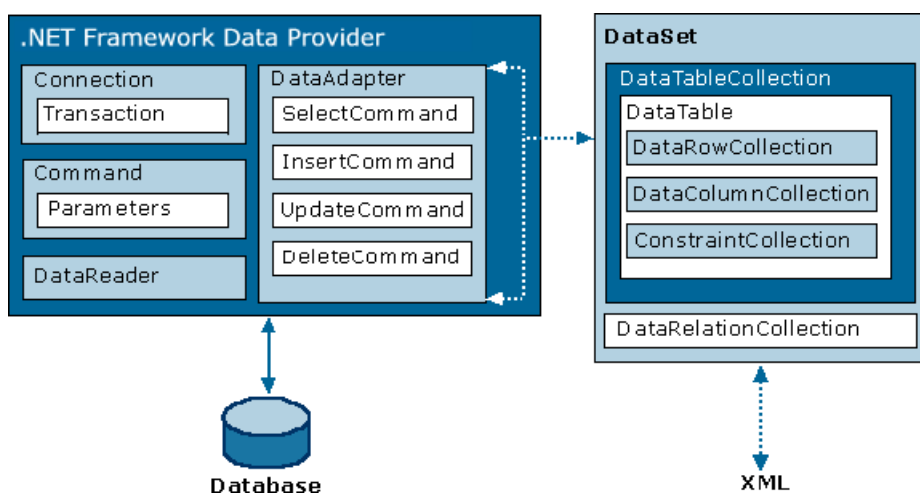 .NET Framework Data Provider
Connection
Transaction
Command
Parameters
DataReader
DataAdapter
SelectCommand
InsertCommand
UpdateCommand
DeleteCommand
Database
DataSet
DataTableCollection
DataTable
DataRowCollection
DataColumnCollection
ConstraintCollection
DataRelationCollection
XML